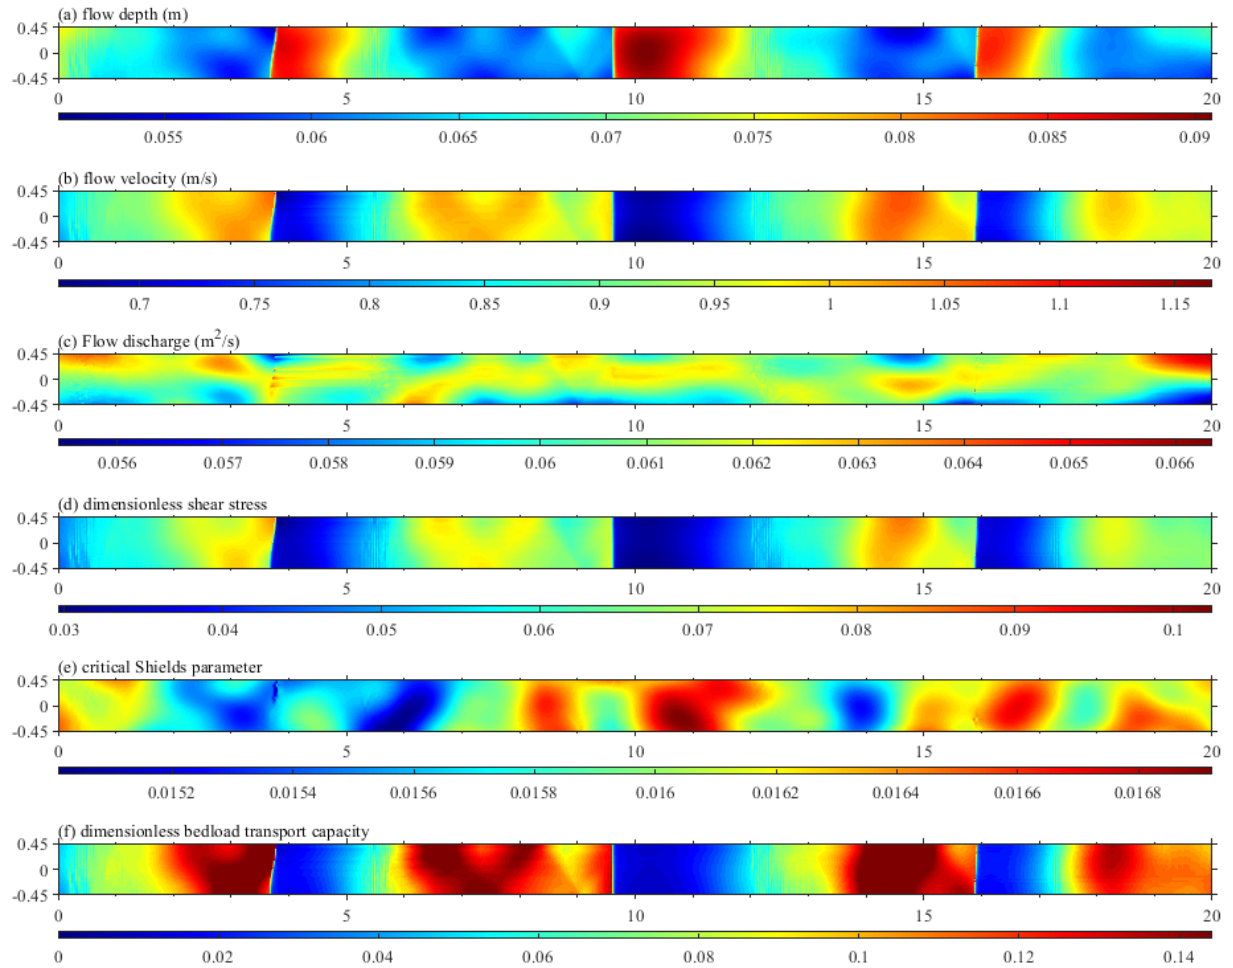 (a) flow depth (m)
0.45
0
-0.45
0 5 10 15 20
0.055 0.06 0.065 0.07 0.075 0.08 0.085 0.09
(b) flow velocity (m/s)
0.45
0
-0.45
0 5 10 15 20
0.7 0.75 0.8 0.85 0.9 0.95 1 1.05 1.1 1.15
(c) Flow discharge (m²/s)
0.45
0
-0.45
0 5 10 15 20
0.056 0.057 0.058 0.059 0.06 0.061 0.062 0.063 0.064 0.065 0.066
(d) dimensionless shear stress
0.45
0
-0.45
0 5 10 15 20
0.03 0.04 0.05 0.06 0.07 0.08 0.09 0.1
(e) critical Shields parameter
0.45
0
-0.45
0 5 10 15 20
0.0152 0.0154 0.0156 0.0158 0.016 0.0162 0.0164 0.0166 0.0168
(f) dimensionless bedload transport capacity
0.45
0
-0.45
0 5 10 15 20
0 0.02 0.04 0.06 0.08 0.1 0.12 0.14